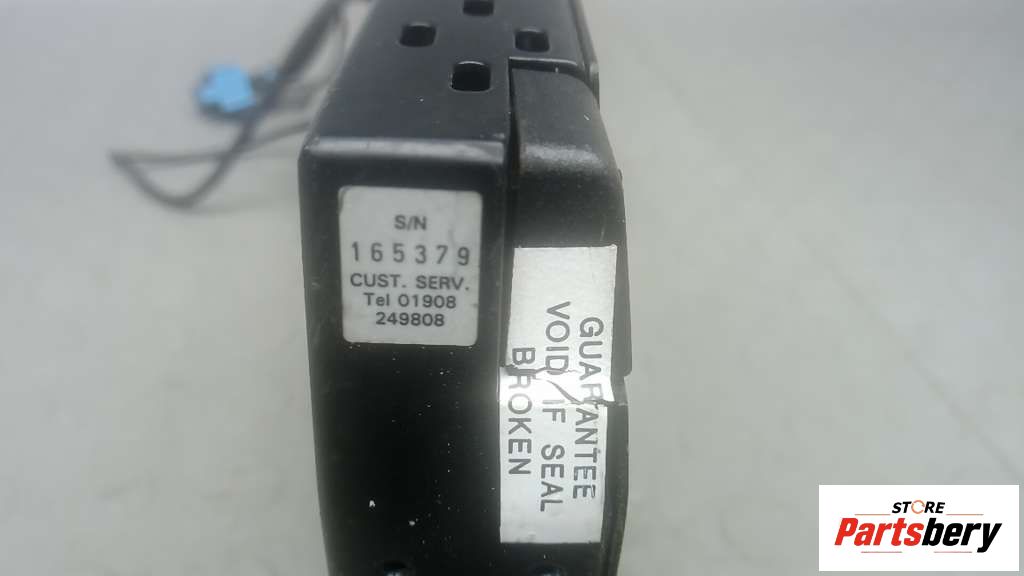 S/N
165379
CUST. SERV.
Tel 01908
249808
GUARANTEE
VOID IF SEAL
BROKEN
STORE
Partsbery